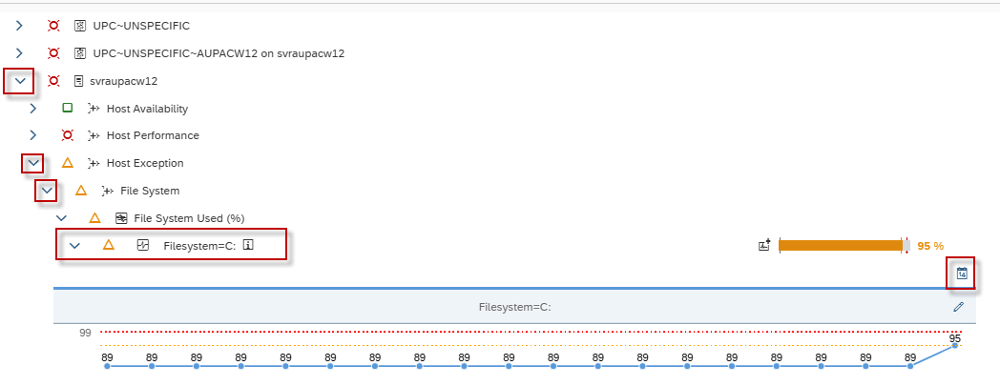 UPC~UNSPECIFIC
UPC~UNSPECIFIC~AUPACW12 on svraupacw12
svraupacw12
Host Availability
Host Performance
Host Exception
File System
File System Used (%)
Filesystem=C: 95 %
14
Filesystem=C:
99
95
89 89 89 89 89 89 89 89 89 89 89 89 89 89 89 89 89 89 89